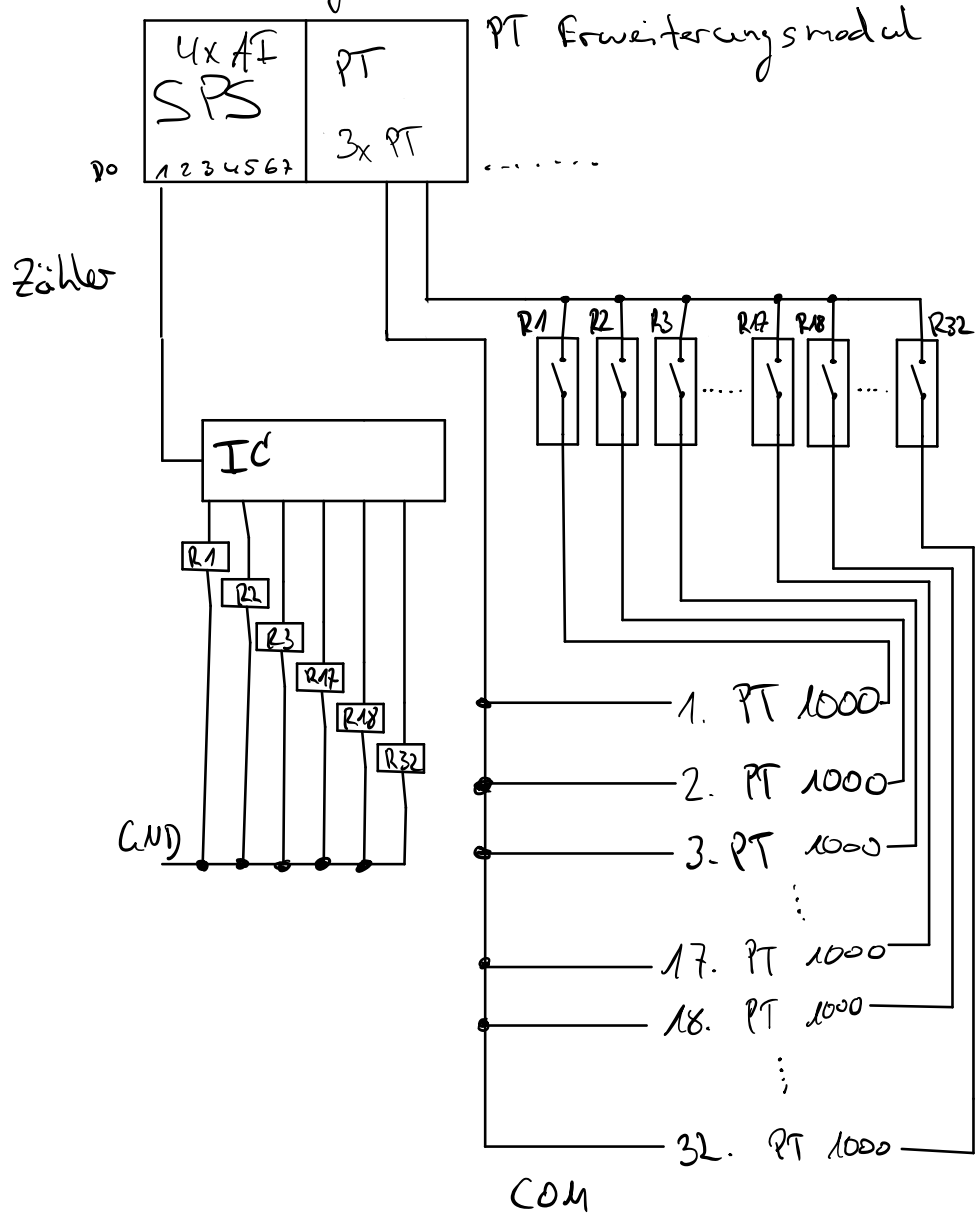 PT Erweiterungsmodul
4x AI
SPS
PT
3x PT
DO 1 2 3 4 5 6 7
........
Zähler
R1 R2 R3 R17 R18 R32
IC
R1
R2
R3
R17
R18
R32
GND
1. PT 1000
2. PT 1000
3. PT 1000
17. PT 1000
18. PT 1000
32. PT 1000
COM